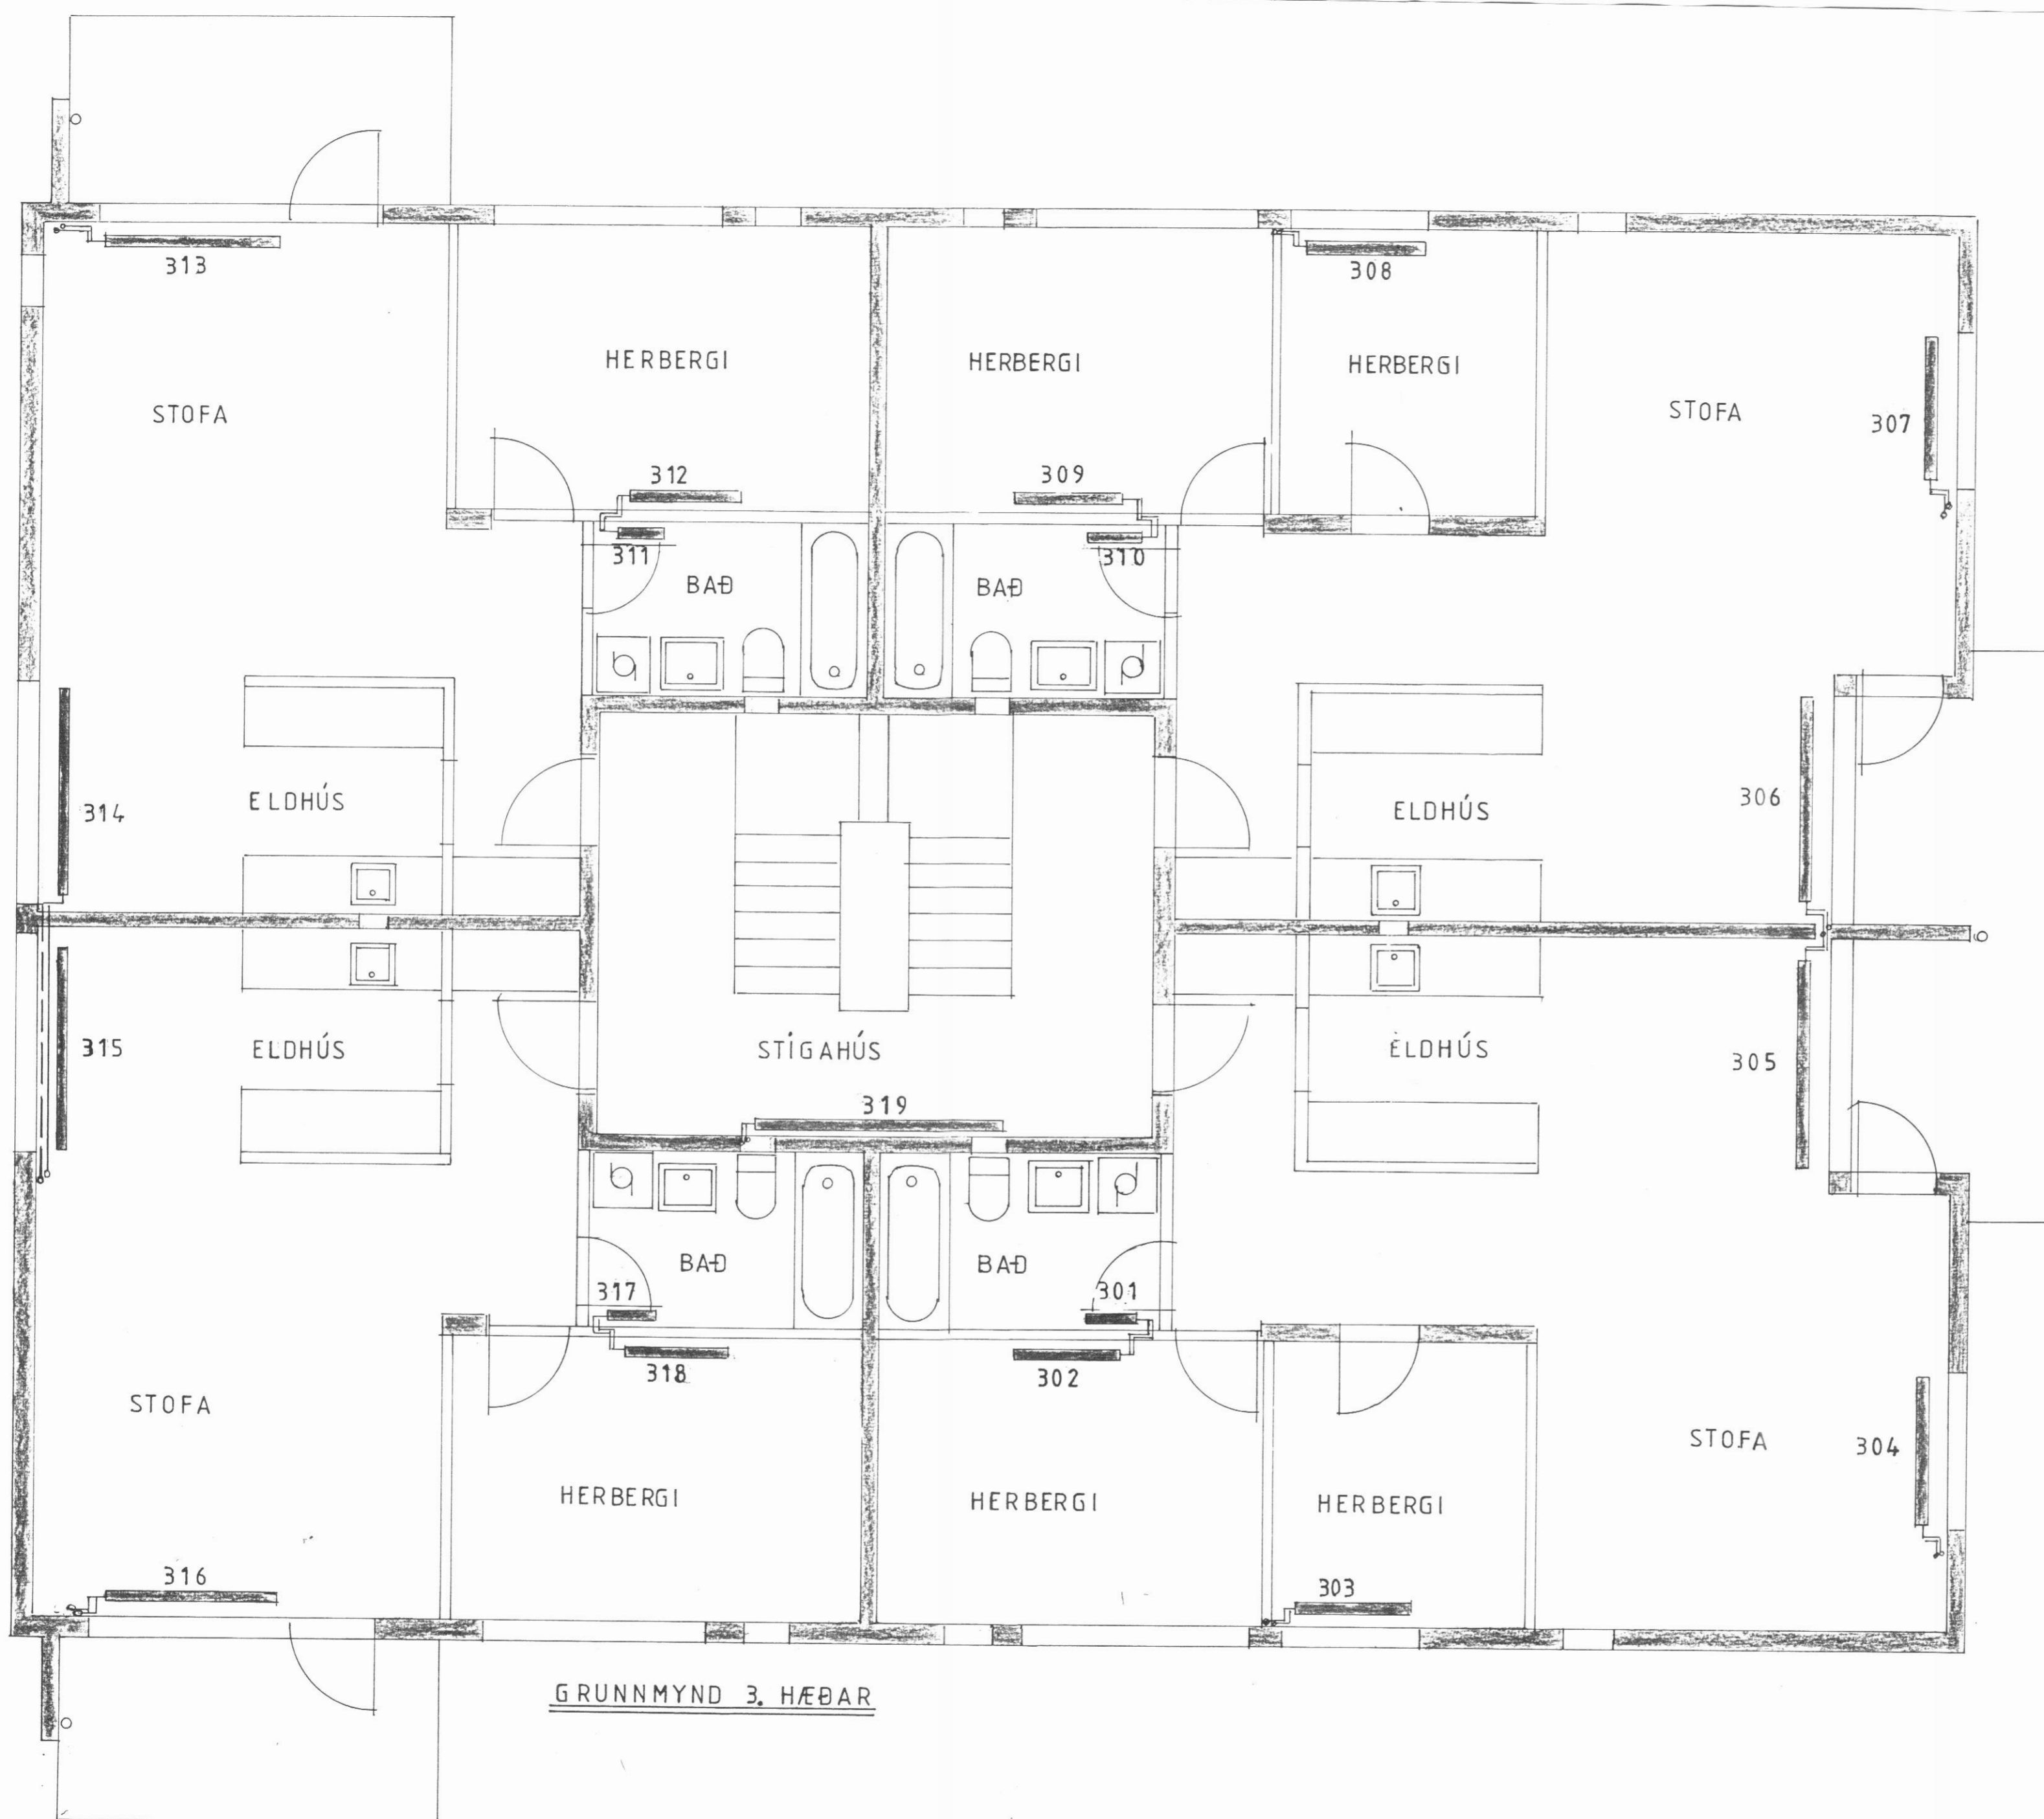 313
308
HERBERGI
HERBERGI
HERBERGI
STOFA
STOFA
307
312
309
311
310
BAÐ
BAÐ
314
ELDHÚS
ELDHÚS
306
315
ELDHÚS
STÍGAHÚS
ELDHÚS
305
319
BAÐ
BAÐ
317
301
318
302
STOFA
STOFA
304
HERBERGI
HERBERGI
HERBERGI
316
303
GRUNNMYND 3. HÆÐAR